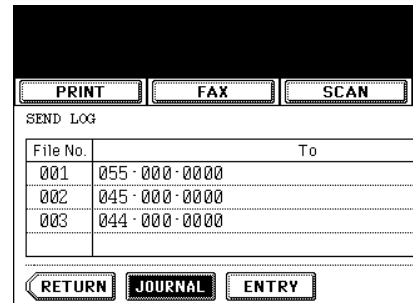 PRINT FAX SCAN
SEND LOG
File No. To
001 055-000-0000
002 045-000-0000
003 044-000-0000
RETURN JOURNAL ENTRY